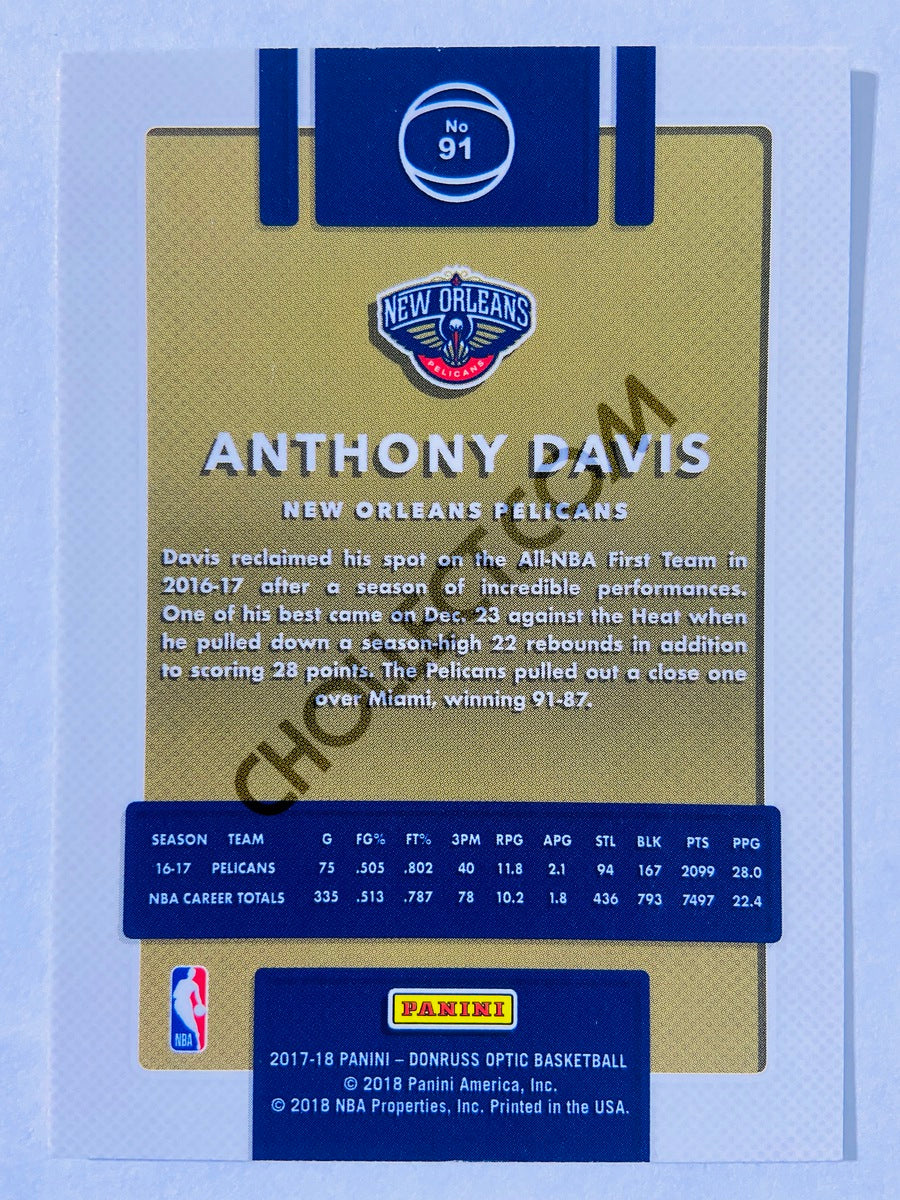 No
91
NEW ORLEANS
PELICANS
ANTHONY DAVIS
NEW ORLEANS PELICANS
Davis reclaimed his spot on the All-NBA First Team in
2016-17 after a season of incredible performances.
One of his best came on Dec. 23 against the Heat when
he pulled down a season-high 22 rebounds in addition
to scoring 28 points. The Pelicans pulled out a close one
over Miami, winning 91-87.
SEASON TEAM G FG% FT% 3PM RPG APG STL BLK PTS PPG
16-17 PELICANS 75 .505 .802 40 11.8 2.1 94 167 2099 28.0
NBA CAREER TOTALS 335 .513 .787 78 10.2 1.8 436 793 7497 22.4
NBA
PANINI
2017-18 PANINI – DONRUSS OPTIC BASKETBALL
© 2018 Panini America, Inc.
© 2018 NBA Properties, Inc. Printed in the USA.